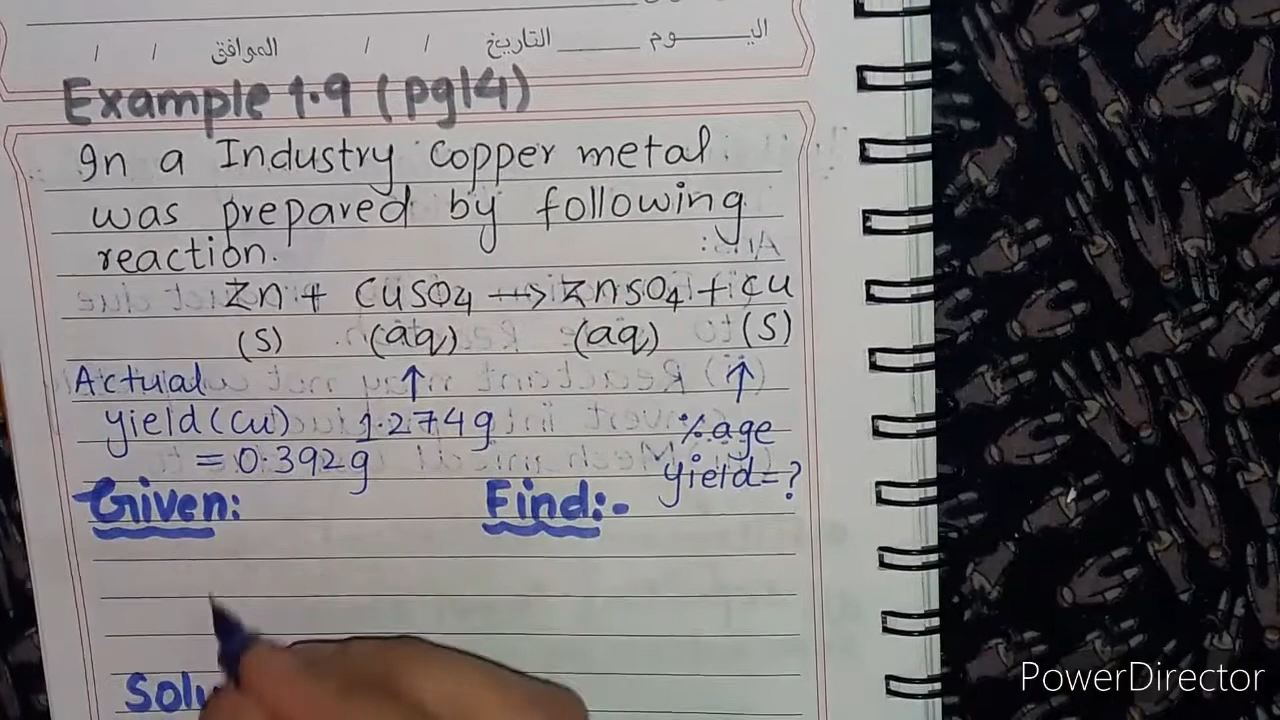 اليـــــوم التاريخ / / الموافق / /
Example 1.9 (pg14)
In a Industry Copper metal
was prepared by following
reaction.
Zn + CuSO4 → ZnSO4 + Cu
(s) (aq) (aq) (s)
Actual ↑ ↑
yield (Cu) 1.274g %age
= 0.392g yield=?
Given: Find:-
Solu
PowerDirector